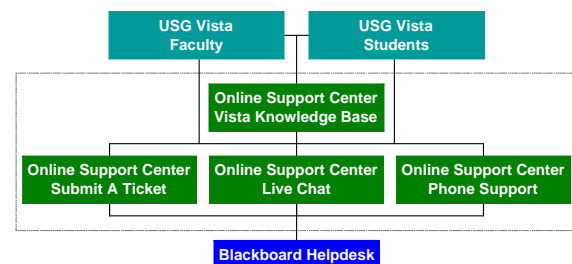 USG Vista
Faculty
USG Vista
Students
Online Support Center
Vista Knowledge Base
Online Support Center
Submit A Ticket
Online Support Center
Live Chat
Online Support Center
Phone Support
Blackboard Helpdesk